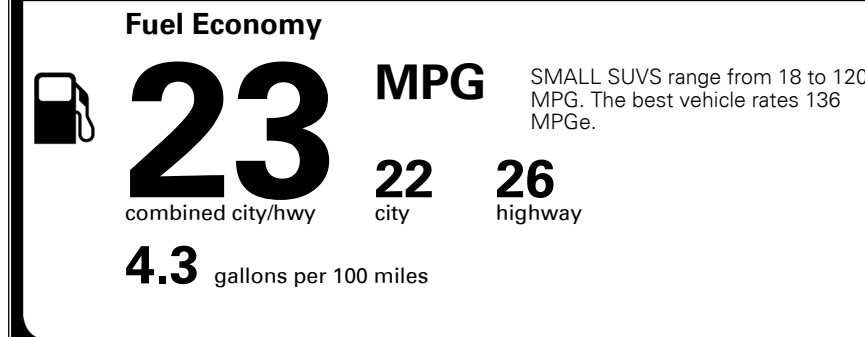 Fuel Economy
23 MPG
SMALL SUVS range from 18 to 120
MPG. The best vehicle rates 136
MPGe.
22 26
combined city/hwy city highway
4.3 gallons per 100 miles